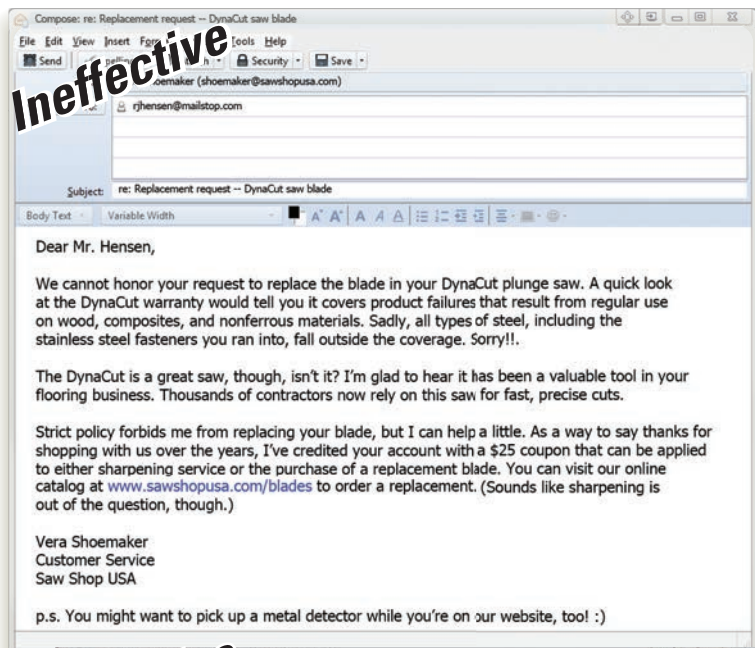 Compose: re: Replacement request -- DynaCut saw blade
File Edit View Insert Tools Help
Send Security Save
Ineffective
(shoemaker@sawshopusa.com)
rjhensen@mailstop.com
Subject: re: Replacement request -- DynaCut saw blade
Body Text Variable Width
Dear Mr. Hensen,
We cannot honor your request to replace the blade in your DynaCut plunge saw. A quick look
at the DynaCut warranty would tell you it covers product failures that result from regular use
on wood, composites, and nonferrous materials. Sadly, all types of steel, including the
stainless steel fasteners you ran into, fall outside the coverage. Sorry!!.
The DynaCut is a great saw, though, isn't it? I'm glad to hear it has been a valuable tool in your
flooring business. Thousands of contractors now rely on this saw for fast, precise cuts.
Strict policy forbids me from replacing your blade, but I can help a little. As a way to say thanks for
shopping with us over the years, I've credited your account with a $25 coupon that can be applied
to either sharpening service or the purchase of a replacement blade. You can visit our online
catalog at www.sawshopusa.com/blades to order a replacement. (Sounds like sharpening is
out of the question, though.)
Vera Shoemaker
Customer Service
Saw Shop USA
p.s. You might want to pick up a metal detector while you're on our website, too! :)